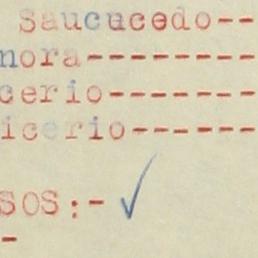 Saucucedo--
nora--------
cerio-------
icerio------
SOS:-✓
-